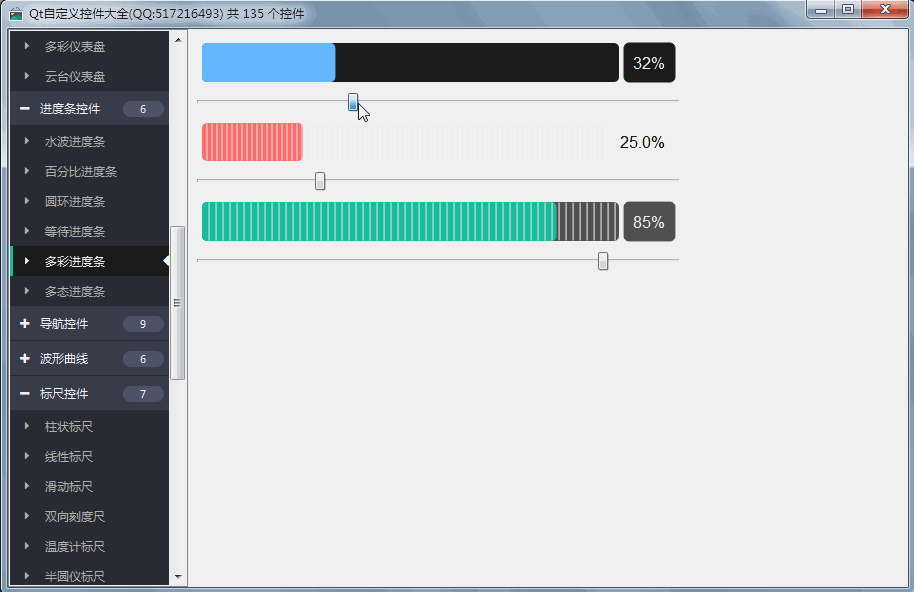 Qt自定义控件大全(QQ:517216493) 共 135 个控件
多彩仪表盘
云台仪表盘
进度条控件 6
水波进度条
百分比进度条
圆环进度条
等待进度条
多彩进度条
多态进度条
导航控件 9
波形曲线 6
标尺控件 7
柱状标尺
线性标尺
滑动标尺
双向刻度尺
温度计标尺
半圆仪标尺
32%
25.0%
85%